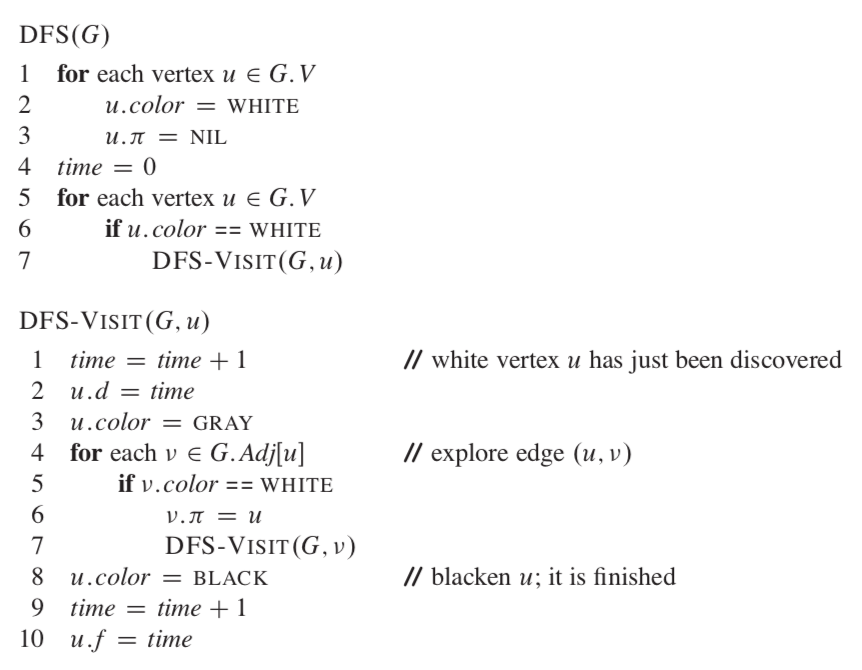 DFS(G)
1 for each vertex u ∈ G.V
2 u.color = WHITE
3 u.π = NIL
4 time = 0
5 for each vertex u ∈ G.V
6 if u.color == WHITE
7 DFS-VISIT(G, u)
DFS-VISIT(G, u)
1 time = time + 1 // white vertex u has just been discovered
2 u.d = time
3 u.color = GRAY
4 for each v ∈ G.Adj[u] // explore edge (u, v)
5 if v.color == WHITE
6 v.π = u
7 DFS-VISIT(G, v)
8 u.color = BLACK // blacken u; it is finished
9 time = time + 1
10 u.f = time